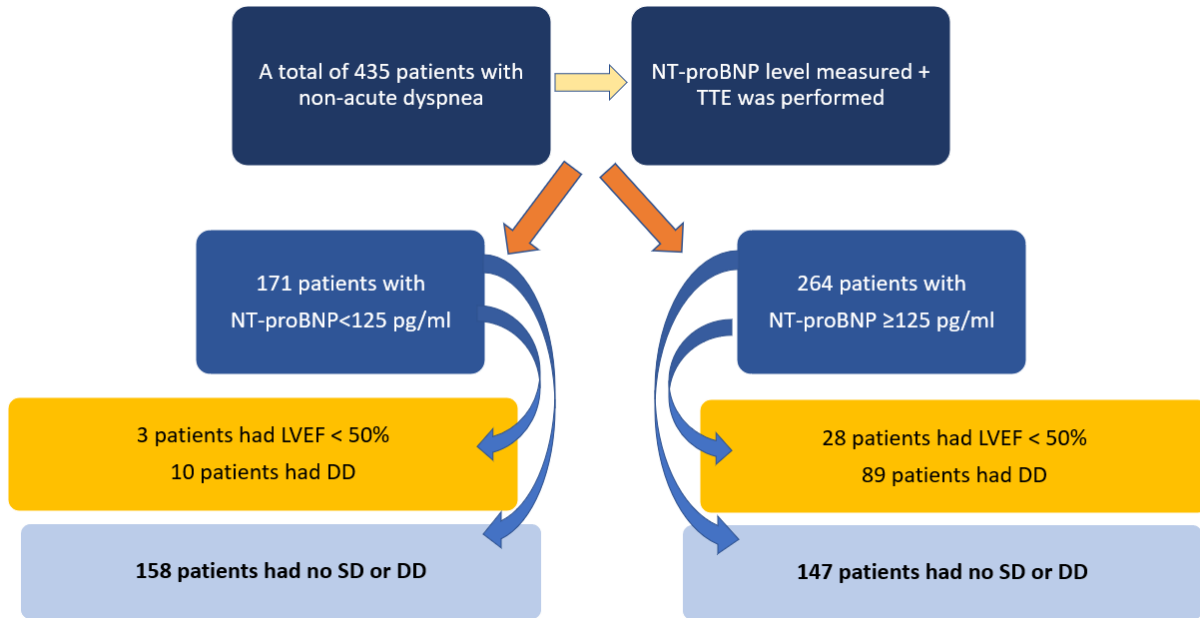 A total of 435 patients with
non-acute dyspnea
NT-proBNP level measured +
TTE was performed
171 patients with
NT-proBNP<125 pg/ml
264 patients with
NT-proBNP ≥125 pg/ml
3 patients had LVEF < 50%
10 patients had DD
28 patients had LVEF < 50%
89 patients had DD
158 patients had no SD or DD
147 patients had no SD or DD